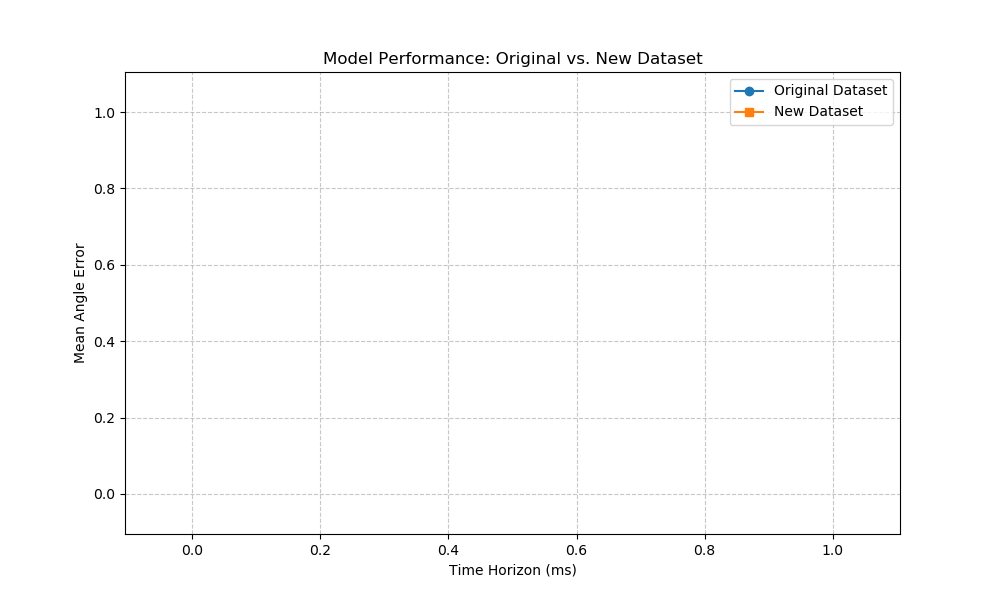 Model Performance: Original vs. New Dataset
Original Dataset
New Dataset
1.0
0.8
0.6
0.4
0.2
0.0
Mean Angle Error
0.0 0.2 0.4 0.6 0.8 1.0
Time Horizon (ms)